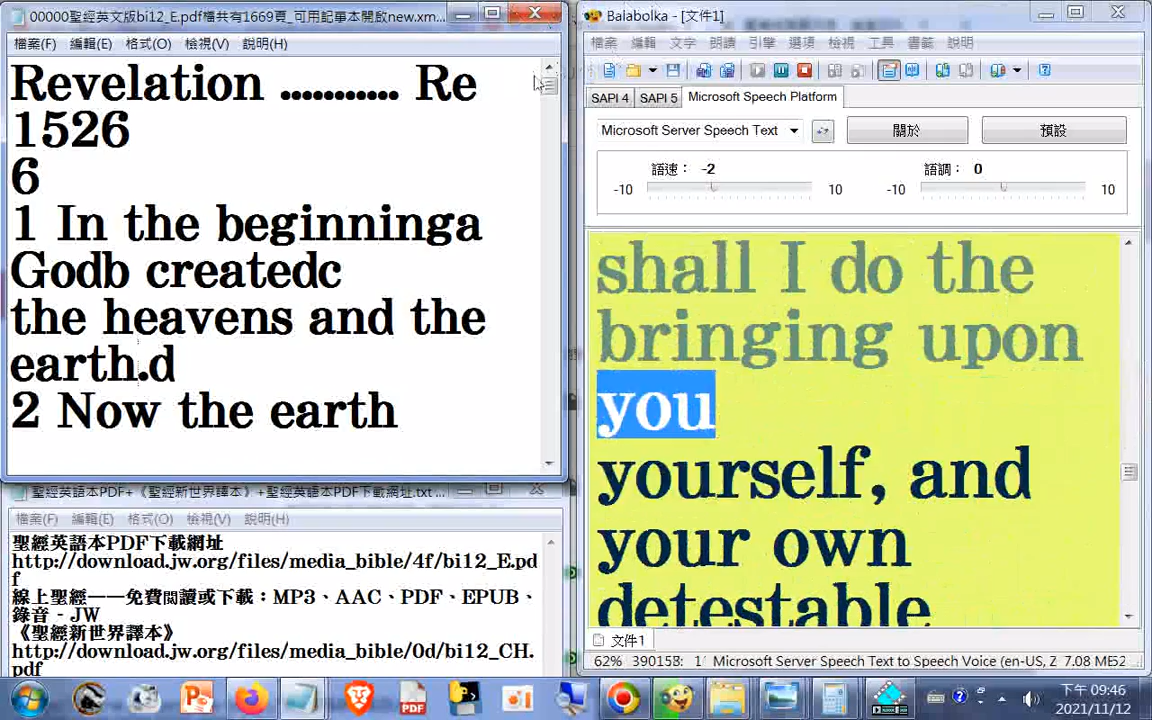 00000聖經英文版bi12_E.pdf檔共有1669頁_可用記事本開啟new.xm...
檔案(F) 編輯(E) 格式(O) 檢視(V) 說明(H)
Revelation ........... Re
1526
6
1 In the beginninga
Godb createdc
the heavens and the
earth.d
2 Now the earth
聖經英語本PDF+《聖經新世界譯本》+聖經英語本PDF下載網址.txt ...
檔案(F) 編輯(E) 格式(O) 檢視(V) 說明(H)
聖經英語本PDF下載網址
http://download.jw.org/files/media_bible/4f/bi12_E.pd
f
線上聖經——免費閱讀或下載：MP3、AAC、PDF、EPUB、
錄音 - JW
《聖經新世界譯本》
http://download.jw.org/files/media_bible/0d/bi12_CH.
pdf
Balabolka - [文件1]
檔案 編輯 文字 朗讀 引擎 選項 檢視 工具 書籤 說明
SAPI 4 SAPI 5 Microsoft Speech Platform
Microsoft Server Speech Text 關於 預設
語速： -2 語調： 0
-10 10 -10 10
shall I do the
bringing upon
you
yourself, and
your own
detestable
文件1
62% Microsoft Server Speech Text to Speech Voice (en-US, Z 7.08 MB
PDF
下午 09:46
2021/11/12